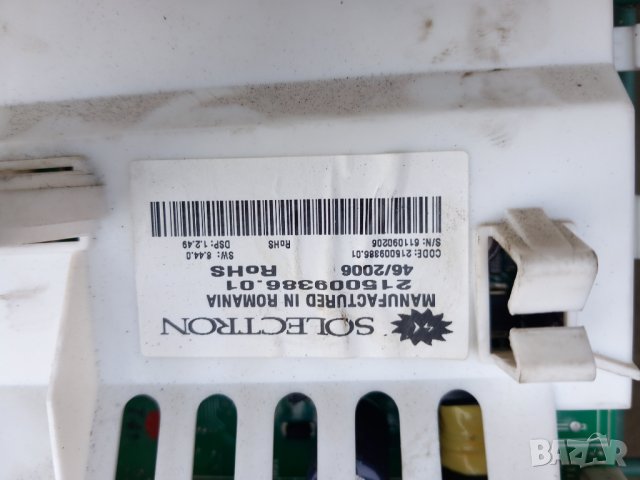 SOLECTRON
MANUFACTURED IN ROMANIA
215009386.01
46/2006 RoHS
CODE: 215009386.01 SW: 8.44.0
S/N: 611090206 RoHS DSP: 1.2.49
BAZAR